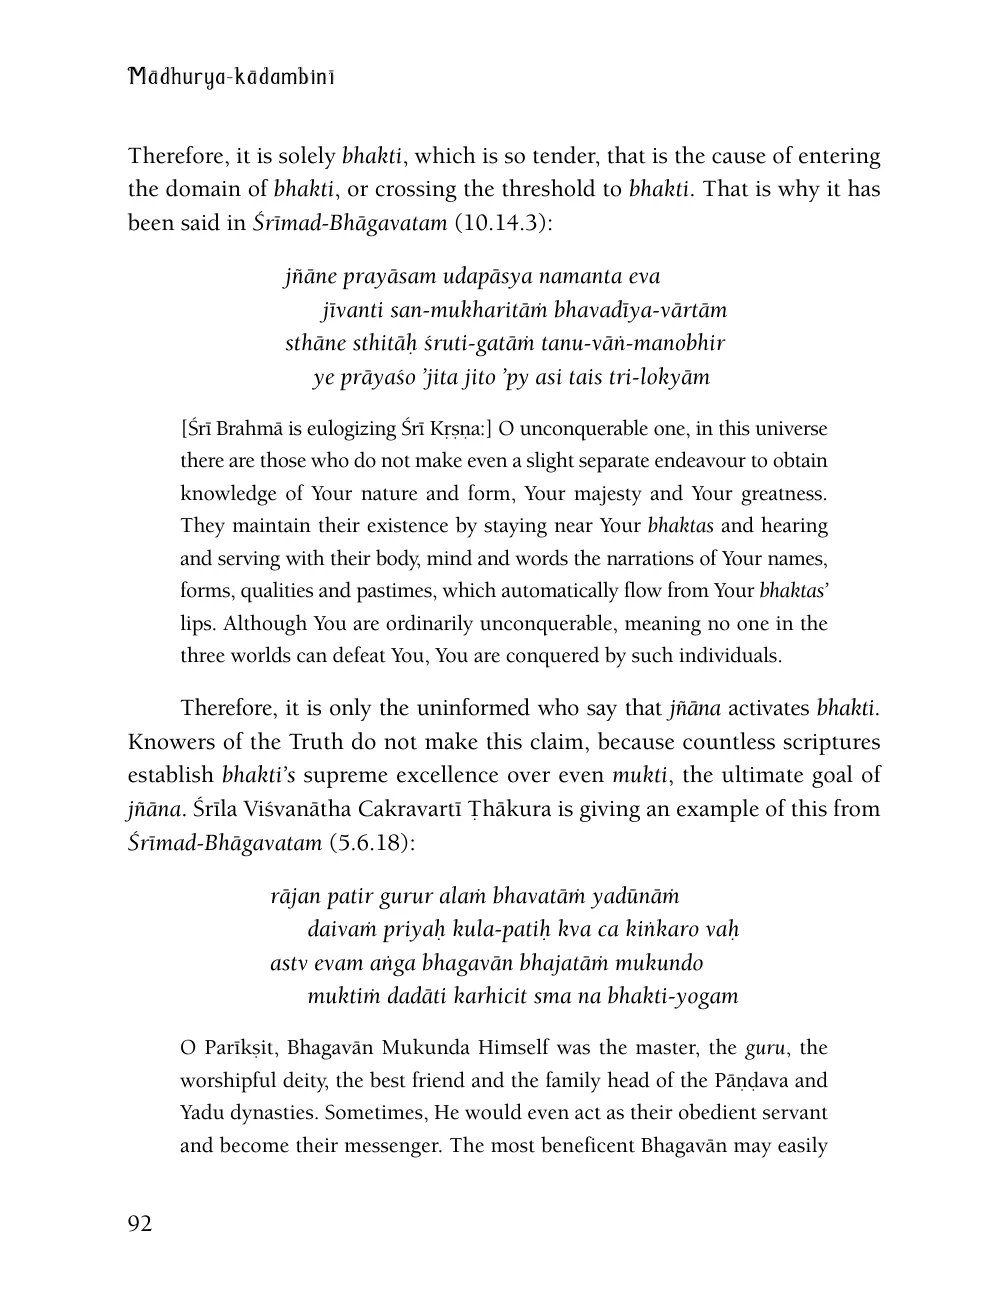 Mādhurya-kādambinī
Therefore, it is solely bhakti, which is so tender, that is the cause of entering
the domain of bhakti, or crossing the threshold to bhakti. That is why it has
been said in Śrīmad-Bhāgavatam (10.14.3):
jñāne prayāsam udapāsya namanta eva
jīvanti san-mukharitāṁ bhavadīya-vārtām
sthāne sthitāḥ śruti-gatāṁ tanu-vāṅ-manobhir
ye prāyaśo ’jita jito ’py asi tais tri-lokyām
[Śrī Brahmā is eulogizing Śrī Kṛṣṇa:] O unconquerable one, in this universe
there are those who do not make even a slight separate endeavour to obtain
knowledge of Your nature and form, Your majesty and Your greatness.
They maintain their existence by staying near Your bhaktas and hearing
and serving with their body, mind and words the narrations of Your names,
forms, qualities and pastimes, which automatically flow from Your bhaktas’
lips. Although You are ordinarily unconquerable, meaning no one in the
three worlds can defeat You, You are conquered by such individuals.
Therefore, it is only the uninformed who say that jñāna activates bhakti.
Knowers of the Truth do not make this claim, because countless scriptures
establish bhakti’s supreme excellence over even mukti, the ultimate goal of
jñāna. Śrīla Viśvanātha Cakravartī Ṭhākura is giving an example of this from
Śrīmad-Bhāgavatam (5.6.18):
rājan patir gurur alaṁ bhavatāṁ yadūnāṁ
daivaṁ priyaḥ kula-patiḥ kva ca kiṅkaro vaḥ
astv evam aṅga bhagavān bhajatāṁ mukundo
muktiṁ dadāti karhicit sma na bhakti-yogam
O Parīkṣit, Bhagavān Mukunda Himself was the master, the guru, the
worshipful deity, the best friend and the family head of the Pāṇḍava and
Yadu dynasties. Sometimes, He would even act as their obedient servant
and become their messenger. The most beneficent Bhagavān may easily
92